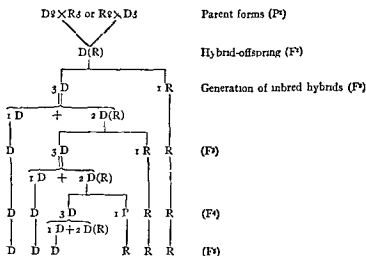 D♀×R♂ or R♀×D♂ Parent forms (P¹)
D(R) Hybrid-offspring (F¹)
3 D 1 R Generation of inbred hybrids (F²)
1 D + 2 D(R)
D 3 D 1 R R (F³)
1 D + 2 D(R)
D D 3 D 1 P R R (F⁴)
1 D+2 D(R)
D D D R R R (F⁵)